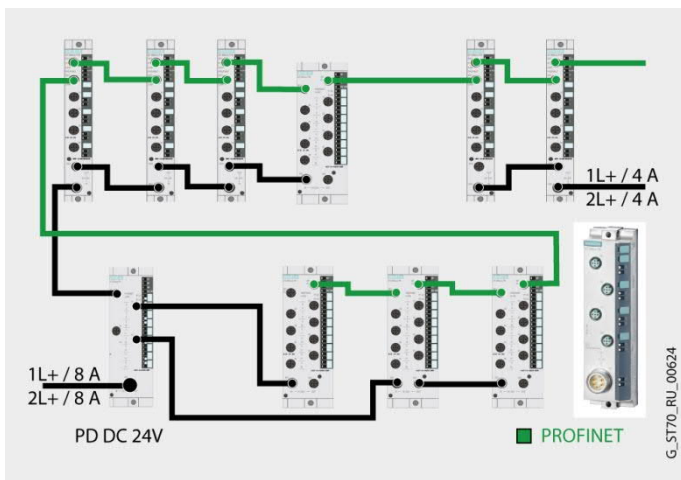 1L+ / 4 A
2L+ / 4 A
1L+ / 8 A
2L+ / 8 A
PD DC 24V
PROFINET
G_ST70_RU_00624